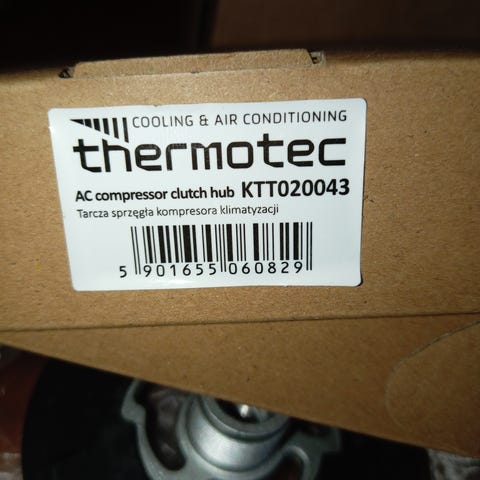 COOLING & AIR CONDITIONING
thermotec
AC compressor clutch hub KTT020043
Tarcza sprzęgła kompresora klimatyzacji
5 901655 060829